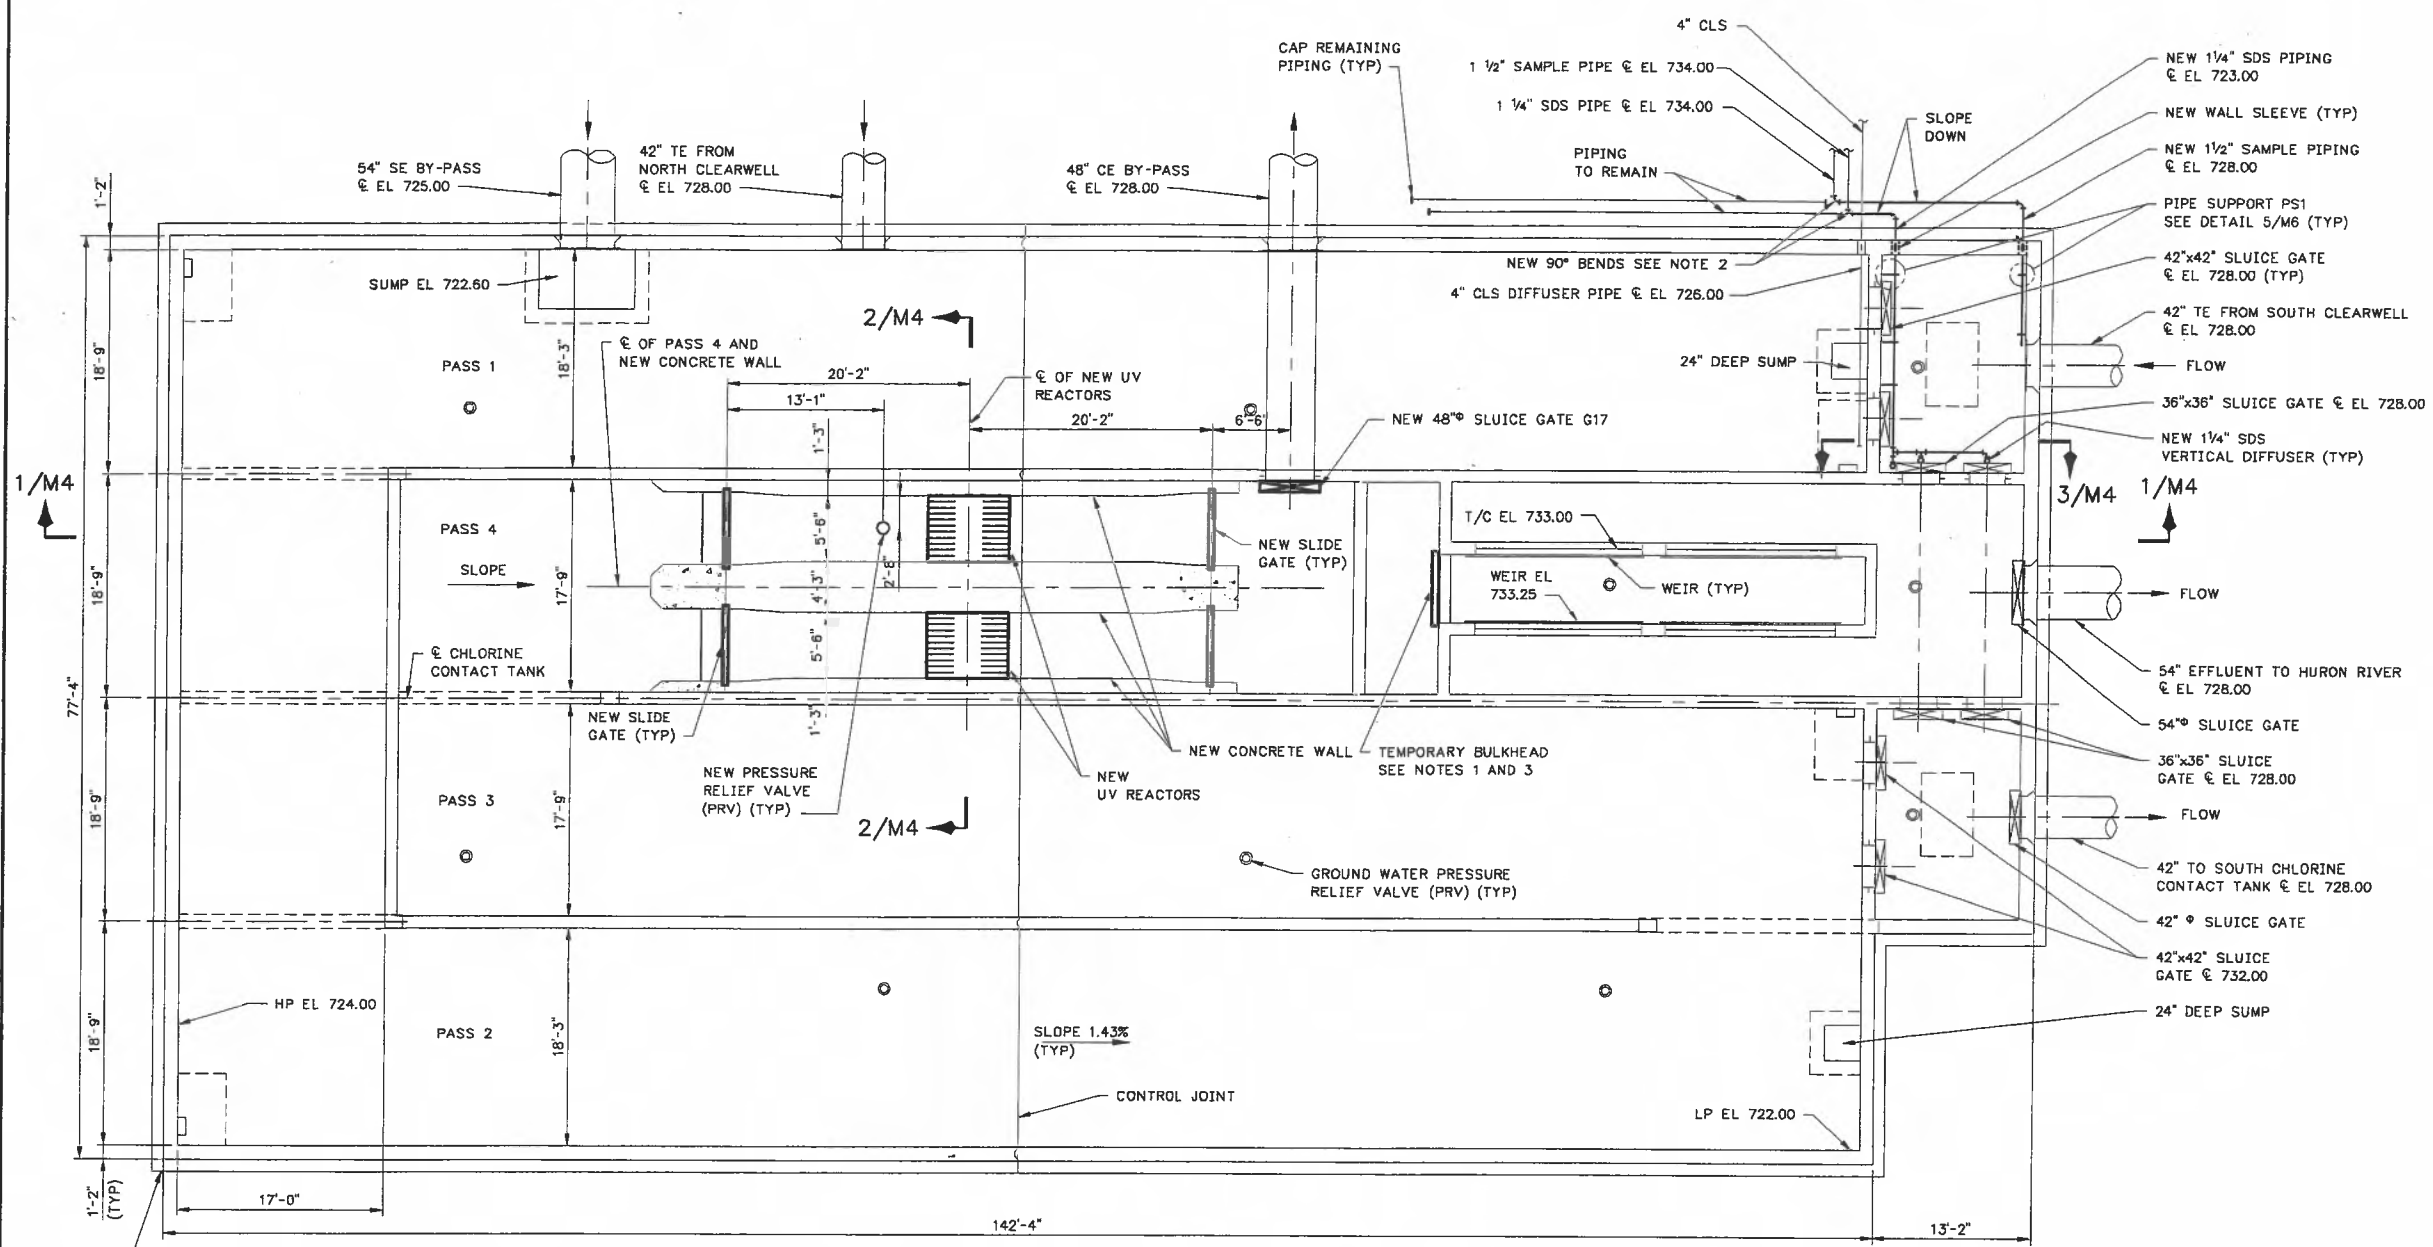 4" CLS
CAP REMAINING
PIPING (TYP)
1 1/2" SAMPLE PIPE ℄ EL 734.00
1 1/4" SDS PIPE ℄ EL 734.00
NEW 1 1/4" SDS PIPING
℄ EL 723.00
NEW WALL SLEEVE (TYP)
SLOPE
DOWN
NEW 1 1/2" SAMPLE PIPING
℄ EL 728.00
54" SE BY-PASS
℄ EL 725.00
42" TE FROM
NORTH CLEARWELL
℄ EL 728.00
48" CE BY-PASS
℄ EL 728.00
PIPING
TO REMAIN
PIPE SUPPORT PS1
SEE DETAIL 5/M6 (TYP)
1'-2"
NEW 90° BENDS SEE NOTE 2
42"x42" SLUICE GATE
℄ EL 728.00 (TYP)
SUMP EL 722.60
4" CLS DIFFUSER PIPE ℄ EL 726.00
42" TE FROM SOUTH CLEARWELL
℄ EL 728.00
2/M4
℄ OF PASS 4 AND
NEW CONCRETE WALL
18'-9"
18'-3"
PASS 1
20'-2"
℄ OF NEW UV
REACTORS
24" DEEP SUMP
FLOW
13'-1"
20'-2"
6'-6"
NEW 48"Φ SLUICE GATE G17
36"x36" SLUICE GATE ℄ EL 728.00
1'-3"
NEW 1 1/4" SDS
VERTICAL DIFFUSER (TYP)
1/M4
3/M4
1/M4
PASS 4
5'-6"
T/C EL 733.00
NEW SLIDE
GATE (TYP)
SLOPE
18'-9"
17'-9"
4'-3"
2'-8"
WEIR EL
733.25
WEIR (TYP)
FLOW
℄ CHLORINE
CONTACT TANK
5'-6"
54" EFFLUENT TO HURON RIVER
℄ EL 728.00
77'-4"
NEW SLIDE
GATE (TYP)
1'-3"
54"Φ SLUICE GATE
NEW CONCRETE WALL
TEMPORARY BULKHEAD
SEE NOTES 1 AND 3
NEW PRESSURE
RELIEF VALVE
(PRV) (TYP)
NEW
UV REACTORS
36"x36" SLUICE
GATE ℄ EL 728.00
18'-9"
PASS 3
17'-9"
2/M4
FLOW
GROUND WATER PRESSURE
RELIEF VALVE (PRV) (TYP)
42" TO SOUTH CHLORINE
CONTACT TANK ℄ EL 728.00
42" Φ SLUICE GATE
42"x42" SLUICE
GATE ℄ 732.00
HP EL 724.00
24" DEEP SUMP
18'-9"
PASS 2
18'-3"
SLOPE 1.43%
(TYP)
CONTROL JOINT
LP EL 722.00
1'-2"
(TYP)
17'-0"
142'-4"
13'-2"